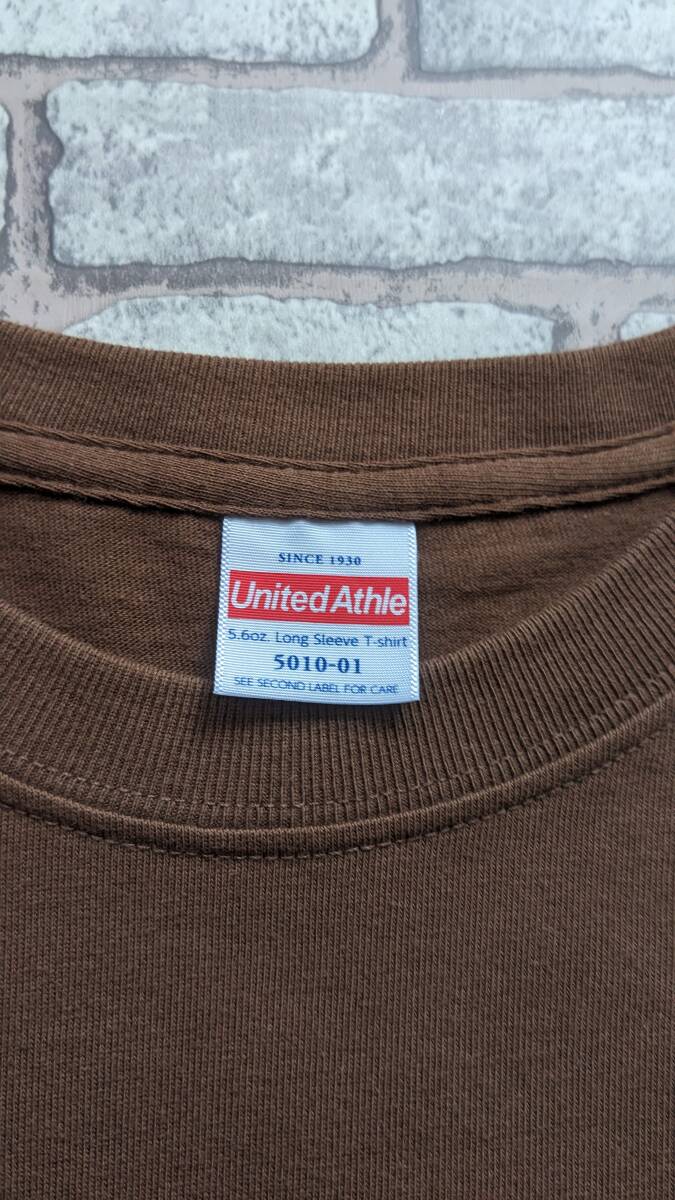 SINCE 1930
United Athle
5.6oz. Long Sleeve T-shirt
5010-01
SEE SECOND LABEL FOR CARE